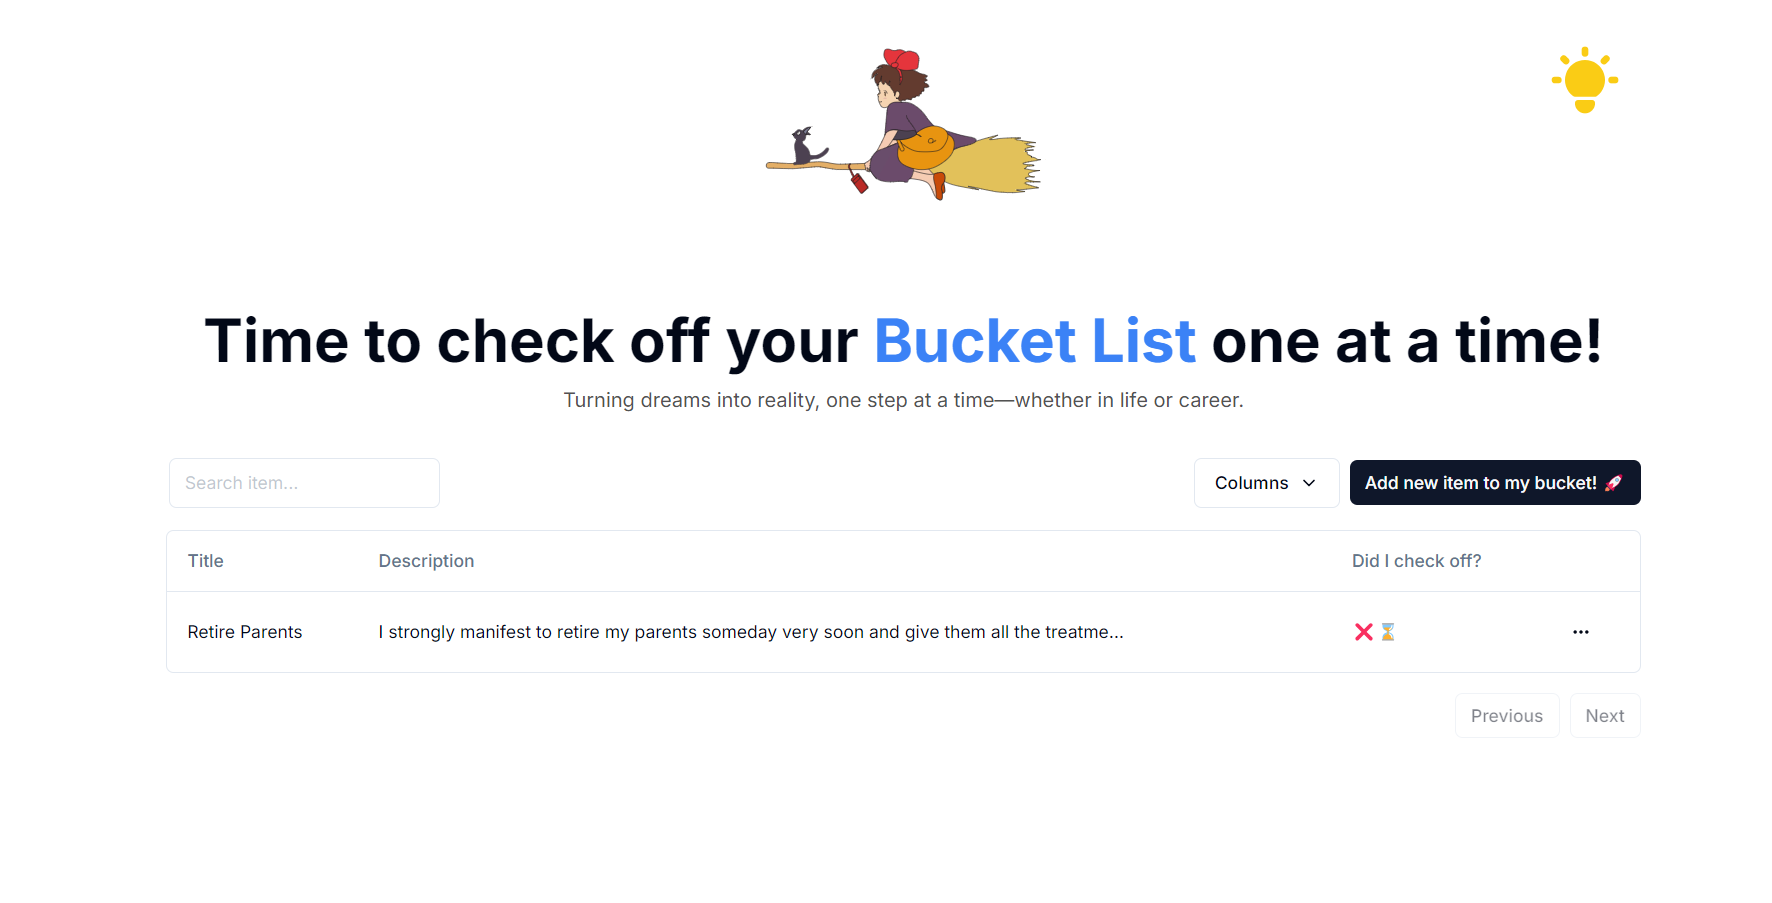 Time to check off your Bucket List one at a time!
Turning dreams into reality, one step at a time—whether in life or career.
Search item...
Columns
Add new item to my bucket! 🚀
Title Description Did I check off?
Retire Parents I strongly manifest to retire my parents someday very soon and give them all the treatme... ❌ ⏳ ···
Previous Next